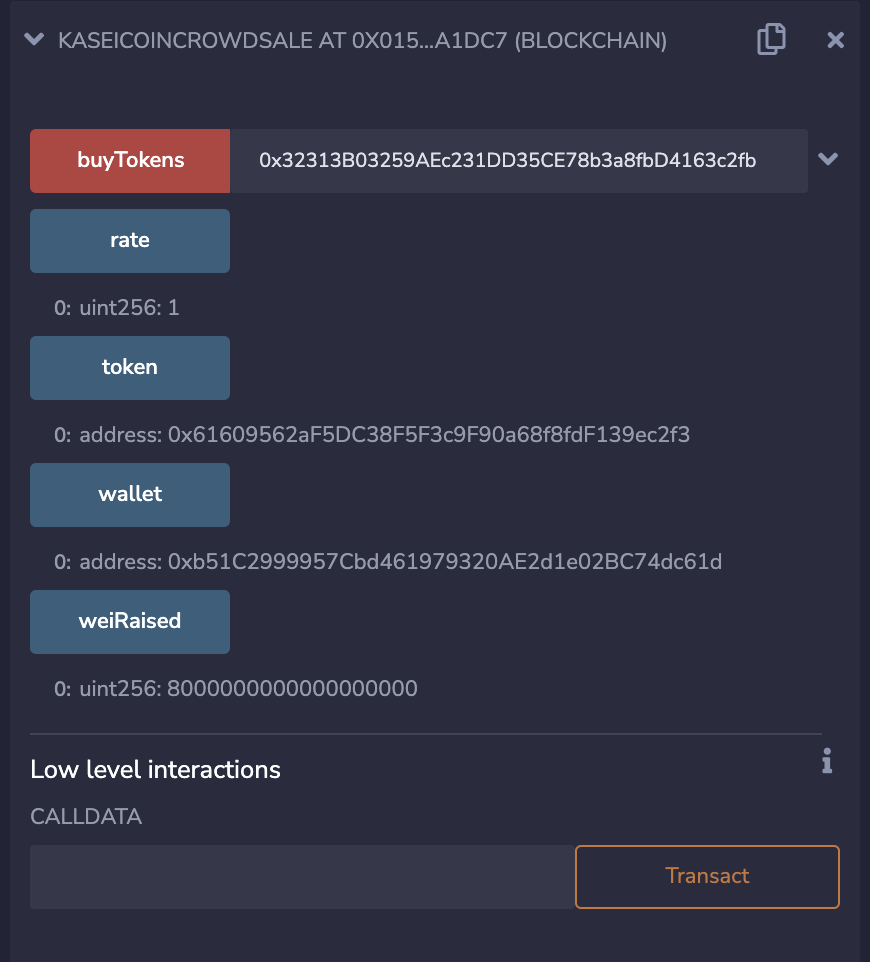 KASEICOINCROWDSALE AT 0X015...A1DC7 (BLOCKCHAIN)
buyTokens 0x32313B03259AEc231DD35CE78b3a8fbD4163c2fb
rate
0: uint256: 1
token
0: address: 0x61609562aF5DC38F5F3c9F90a68f8fdF139ec2f3
wallet
0: address: 0xb51C2999957Cbd461979320AE2d1e02BC74dc61d
weiRaised
0: uint256: 8000000000000000000
Low level interactions
CALLDATA
Transact